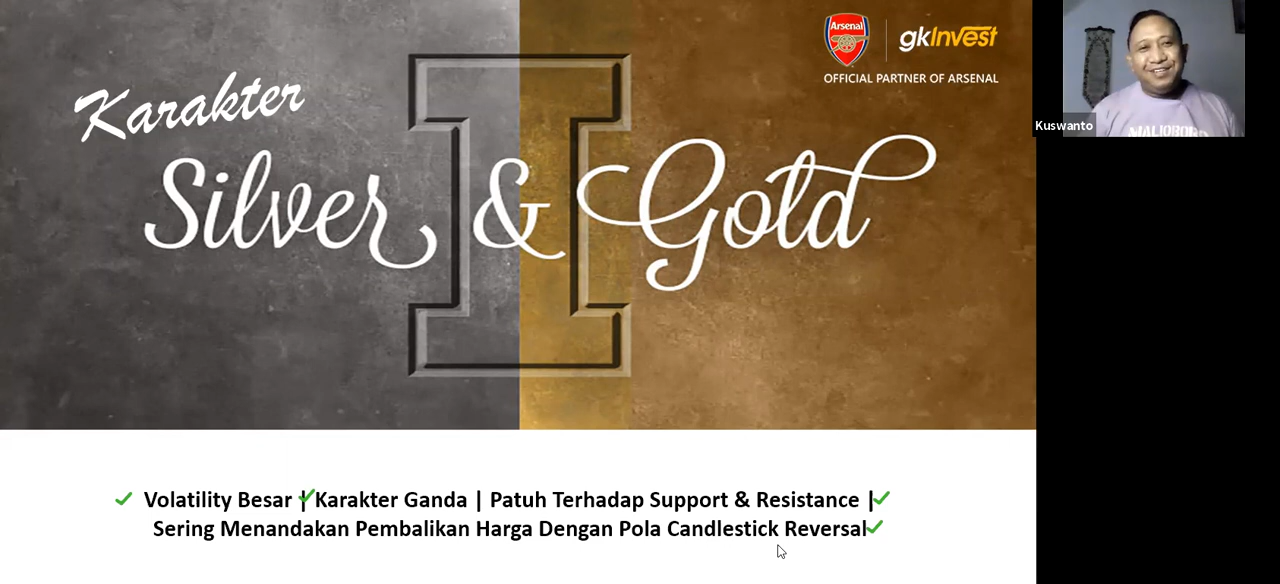 Karakter
Silver & Gold
Arsenal
gkInvest
OFFICIAL PARTNER OF ARSENAL
Kuswanto
MALIOBORO
Volatility Besar | Karakter Ganda | Patuh Terhadap Support & Resistance |
Sering Menandakan Pembalikan Harga Dengan Pola Candlestick Reversal